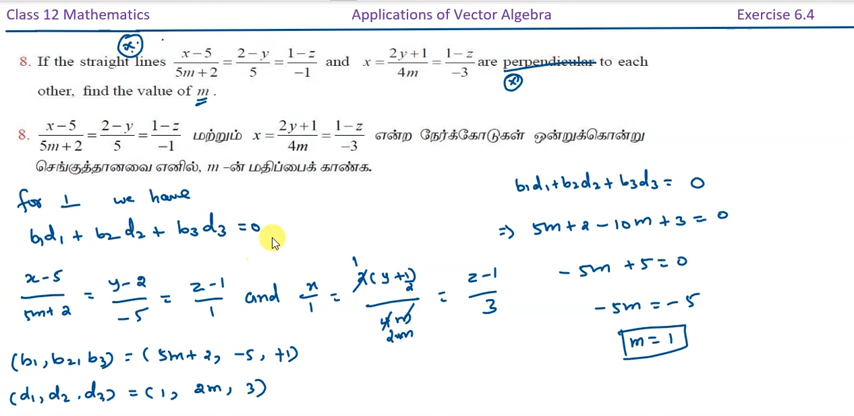 Class 12 Mathematics Applications of Vector Algebra Exercise 6.4
8. If the straight lines (x-5)/(5m+2) = (2-y)/5 = (1-z)/-1 and x = (2y+1)/4m = (1-z)/-3 are perpendicular to each
other, find the value of m.
8. (x-5)/(5m+2) = (2-y)/5 = (1-z)/-1 மற்றும் x = (2y+1)/4m = (1-z)/-3 என்ற நேர்க்கோடுகள் ஒன்றுக்கொன்று
செங்குத்தானவை எனில், m -ன் மதிப்பைக் காண்க.
for ⊥ we have
b₁d₁ + b₂d₂ + b₃d₃ = 0
(x-5)/(5m+2) = (y-2)/-5 = (z-1)/1 and x/1 = 2(y+1/2)/4m = (z-1)/3
1
2m
(b₁, b₂, b₃) = (5m+2, -5, +1)
(d₁, d₂, d₃) = (1, 2m, 3)
b₁d₁+b₂d₂+b₃d₃ = 0
⇒ 5m+2-10m+3 = 0
-5m+5 = 0
-5m = -5
m = 1